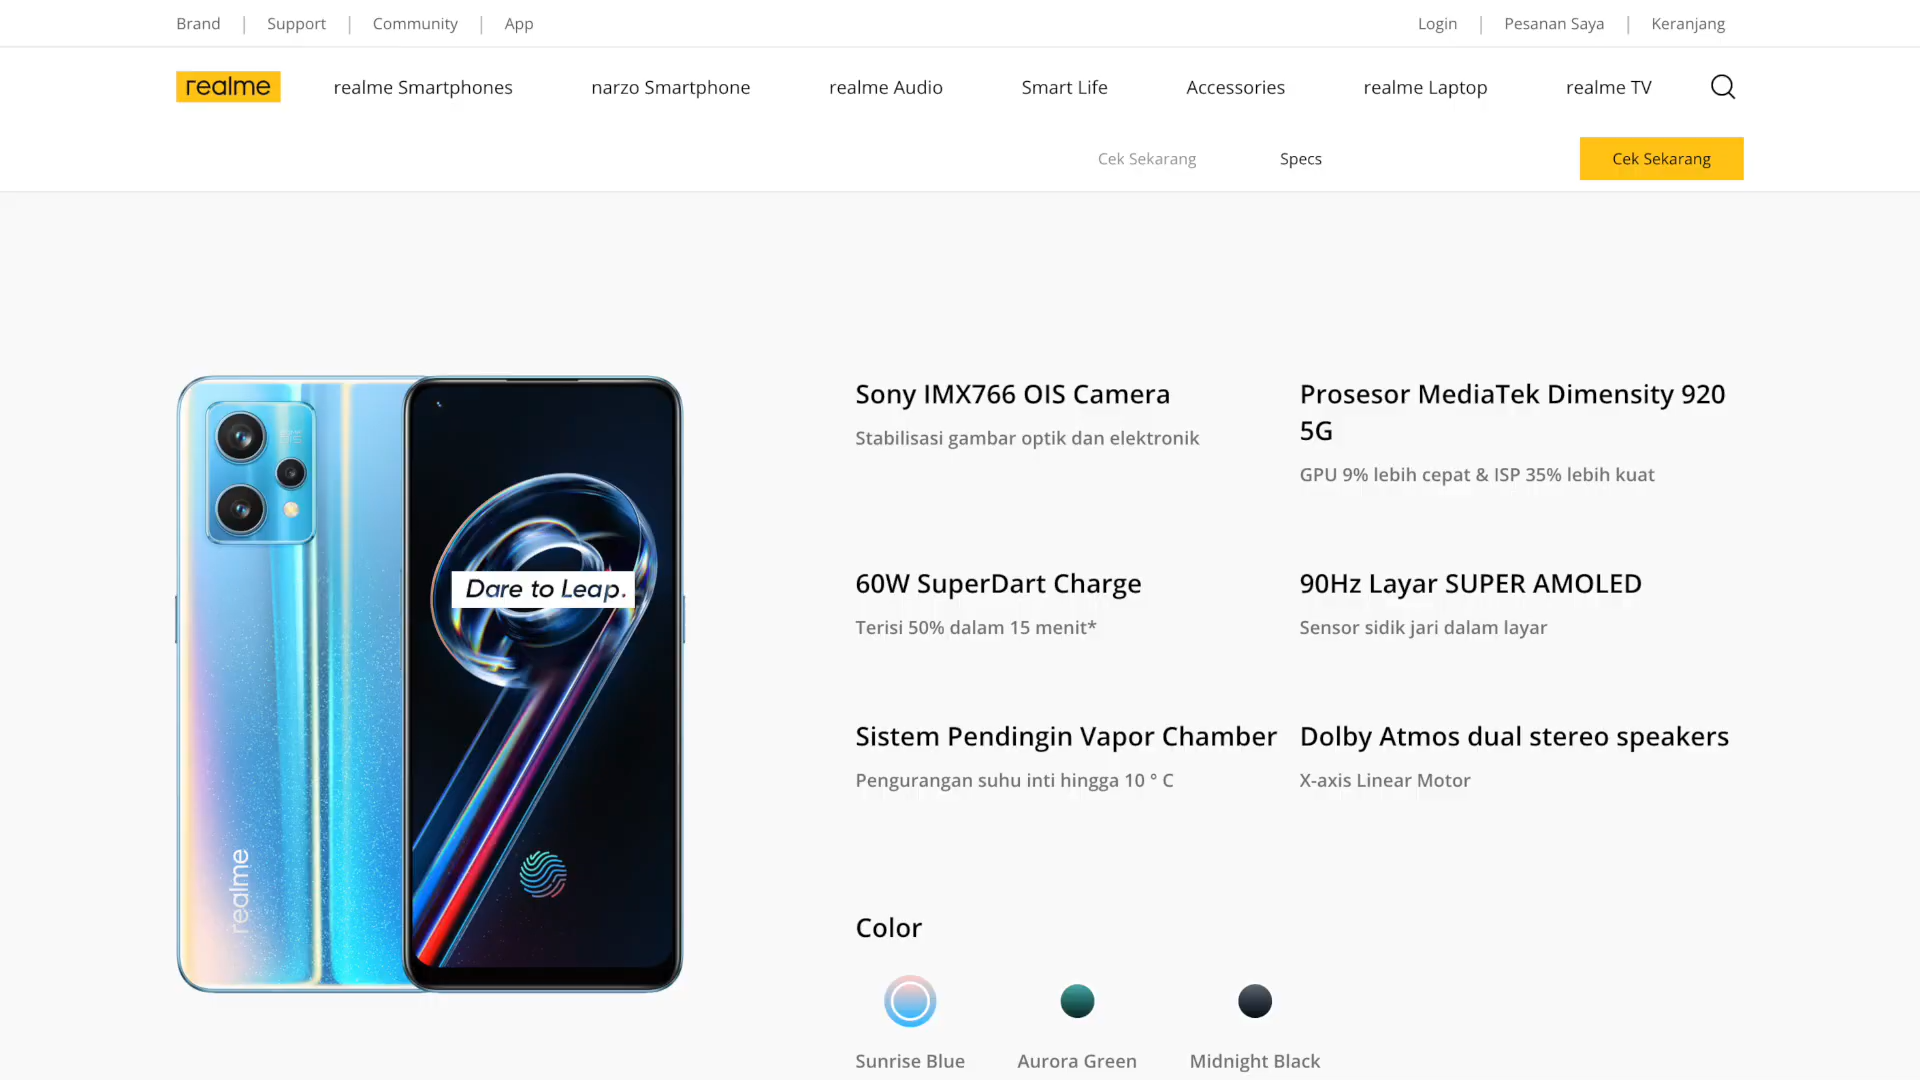 Brand | Support | Community | App
Login | Pesanan Saya | Keranjang
realme
realme Smartphones
narzo Smartphone
realme Audio
Smart Life
Accessories
realme Laptop
realme TV
Cek Sekarang
Specs
Cek Sekarang
Dare to Leap.
realme
Sony IMX766 OIS Camera
Stabilisasi gambar optik dan elektronik
Prosesor MediaTek Dimensity 920
5G
GPU 9% lebih cepat & ISP 35% lebih kuat
60W SuperDart Charge
Terisi 50% dalam 15 menit*
90Hz Layar SUPER AMOLED
Sensor sidik jari dalam layar
Sistem Pendingin Vapor Chamber
Pengurangan suhu inti hingga 10 ° C
Dolby Atmos dual stereo speakers
X-axis Linear Motor
Color
Sunrise Blue
Aurora Green
Midnight Black